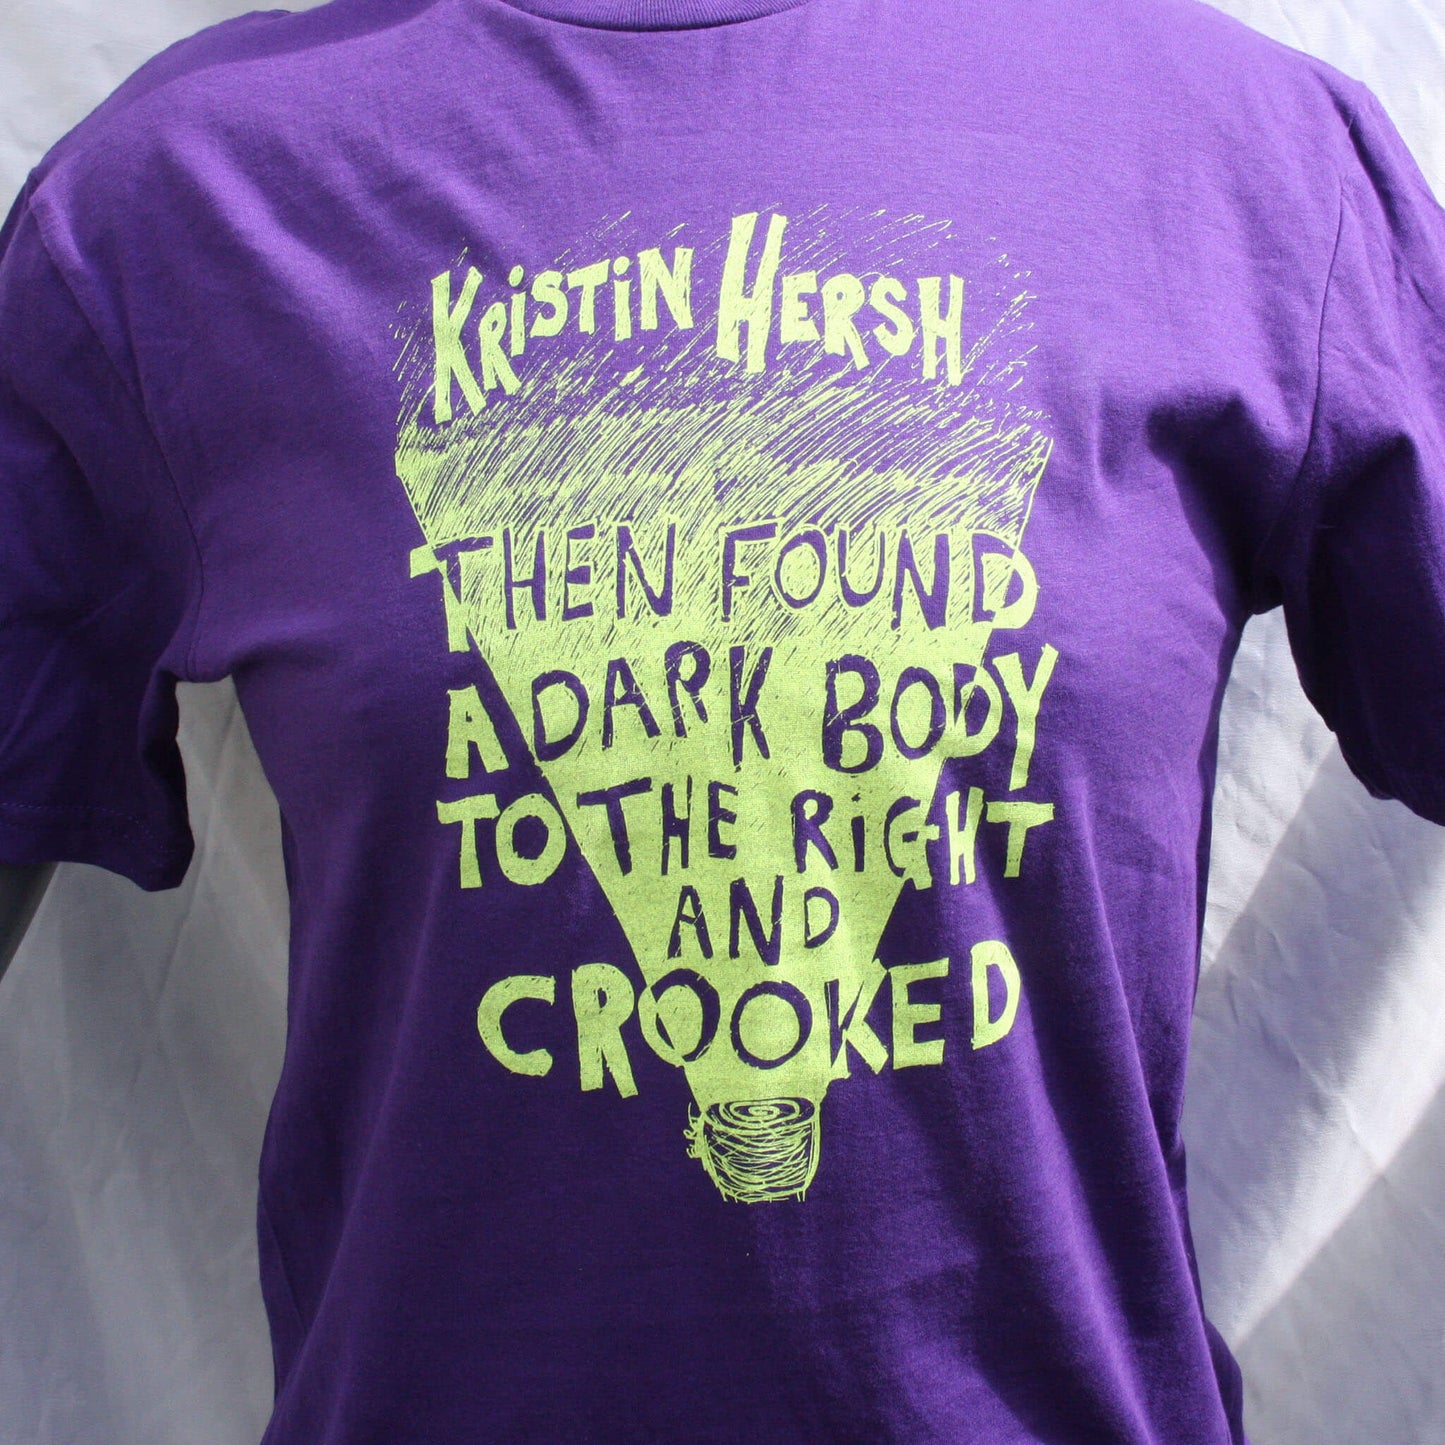 KRiSTiN HERSH
THEN FOUND
A DARK BODY
TO THE RiGHT
AND
CROOKED